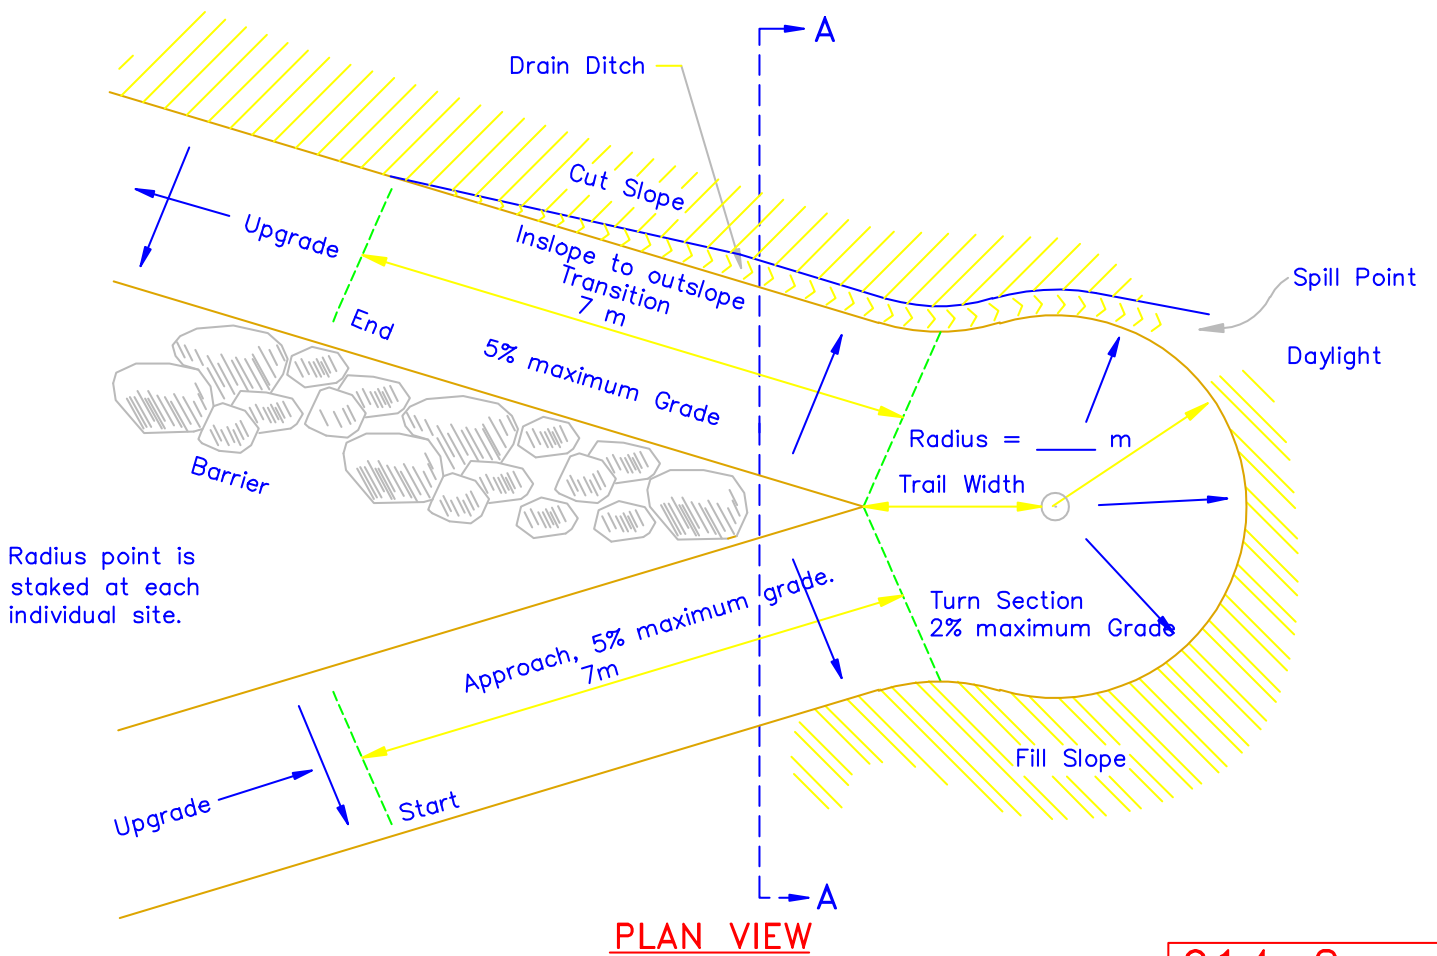 A
Drain Ditch
Cut Slope
Upgrade
Inslope to outslope
Transition
7 m
Spill Point
End
Daylight
5% maximum Grade
Radius = ____ m
Trail Width
Barrier
Radius point is
staked at each
individual site.
Approach, 5% maximum grade.
7m
Turn Section
2% maximum Grade
Fill Slope
Upgrade
Start
A
PLAN VIEW